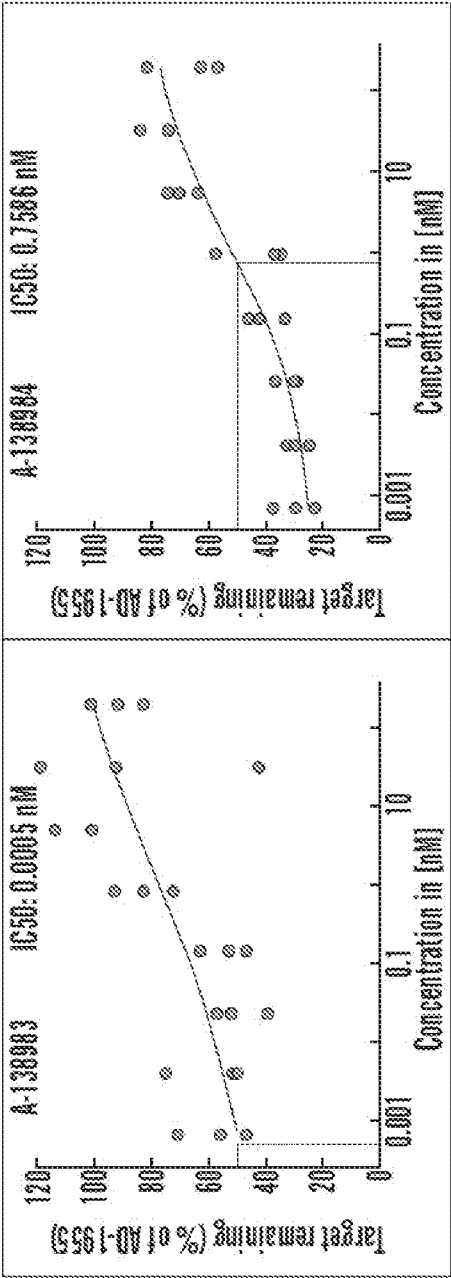 A-138983 IC50: 0.0005 nM
Target remaining (% of AD-1955)
120
100
80
60
40
20
0
0.001 0.1 10
Concentration in [nM]
A-138984 IC50: 0.7586 nM
Target remaining (% of AD-1955)
120
100
80
60
40
20
0
0.001 0.1 10
Concentration in [nM]